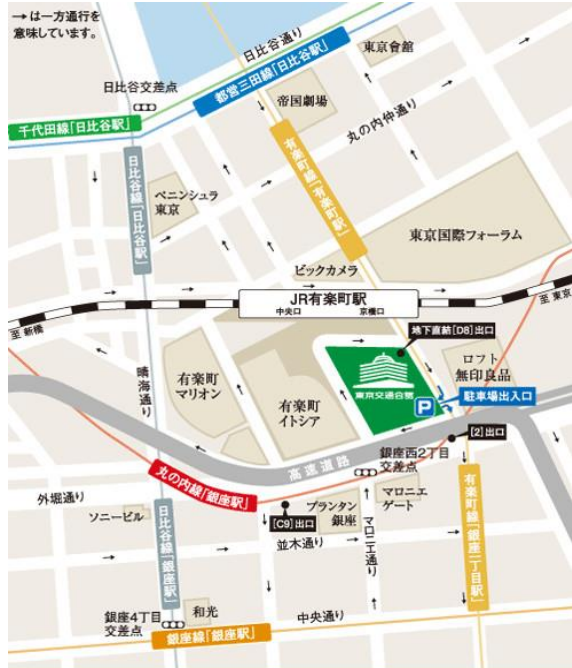 →は一方通行を
意味しています。
日比谷通り
東京會舘
日比谷交差点
都営三田線「日比谷駅」
帝国劇場
千代田線「日比谷駅」
丸の内仲通り
有楽町線「有楽町駅」
日比谷線「日比谷駅」
ペニンシュラ
東京
東京国際フォーラム
ビックカメラ
JR有楽町駅
中央口
京橋口
至 新橋
至 東京
地下直結[D8]出口
ロフト
無印良品
晴海通り
有楽町
マリオン
有楽町
イトシア
東京交通会館
P
駐車場出入口
[2]出口
高速道路
銀座西2丁目
交差点
丸の内線「銀座駅」
外堀通り
ソニービル
日比谷線「銀座駅」
[C9]出口
プランタン
銀座
マロニエ
ゲート
マロニエ通り
有楽町線「銀座一丁目駅」
並木通り
銀座4丁目
交差点
和光
銀座線「銀座駅」
中央通り